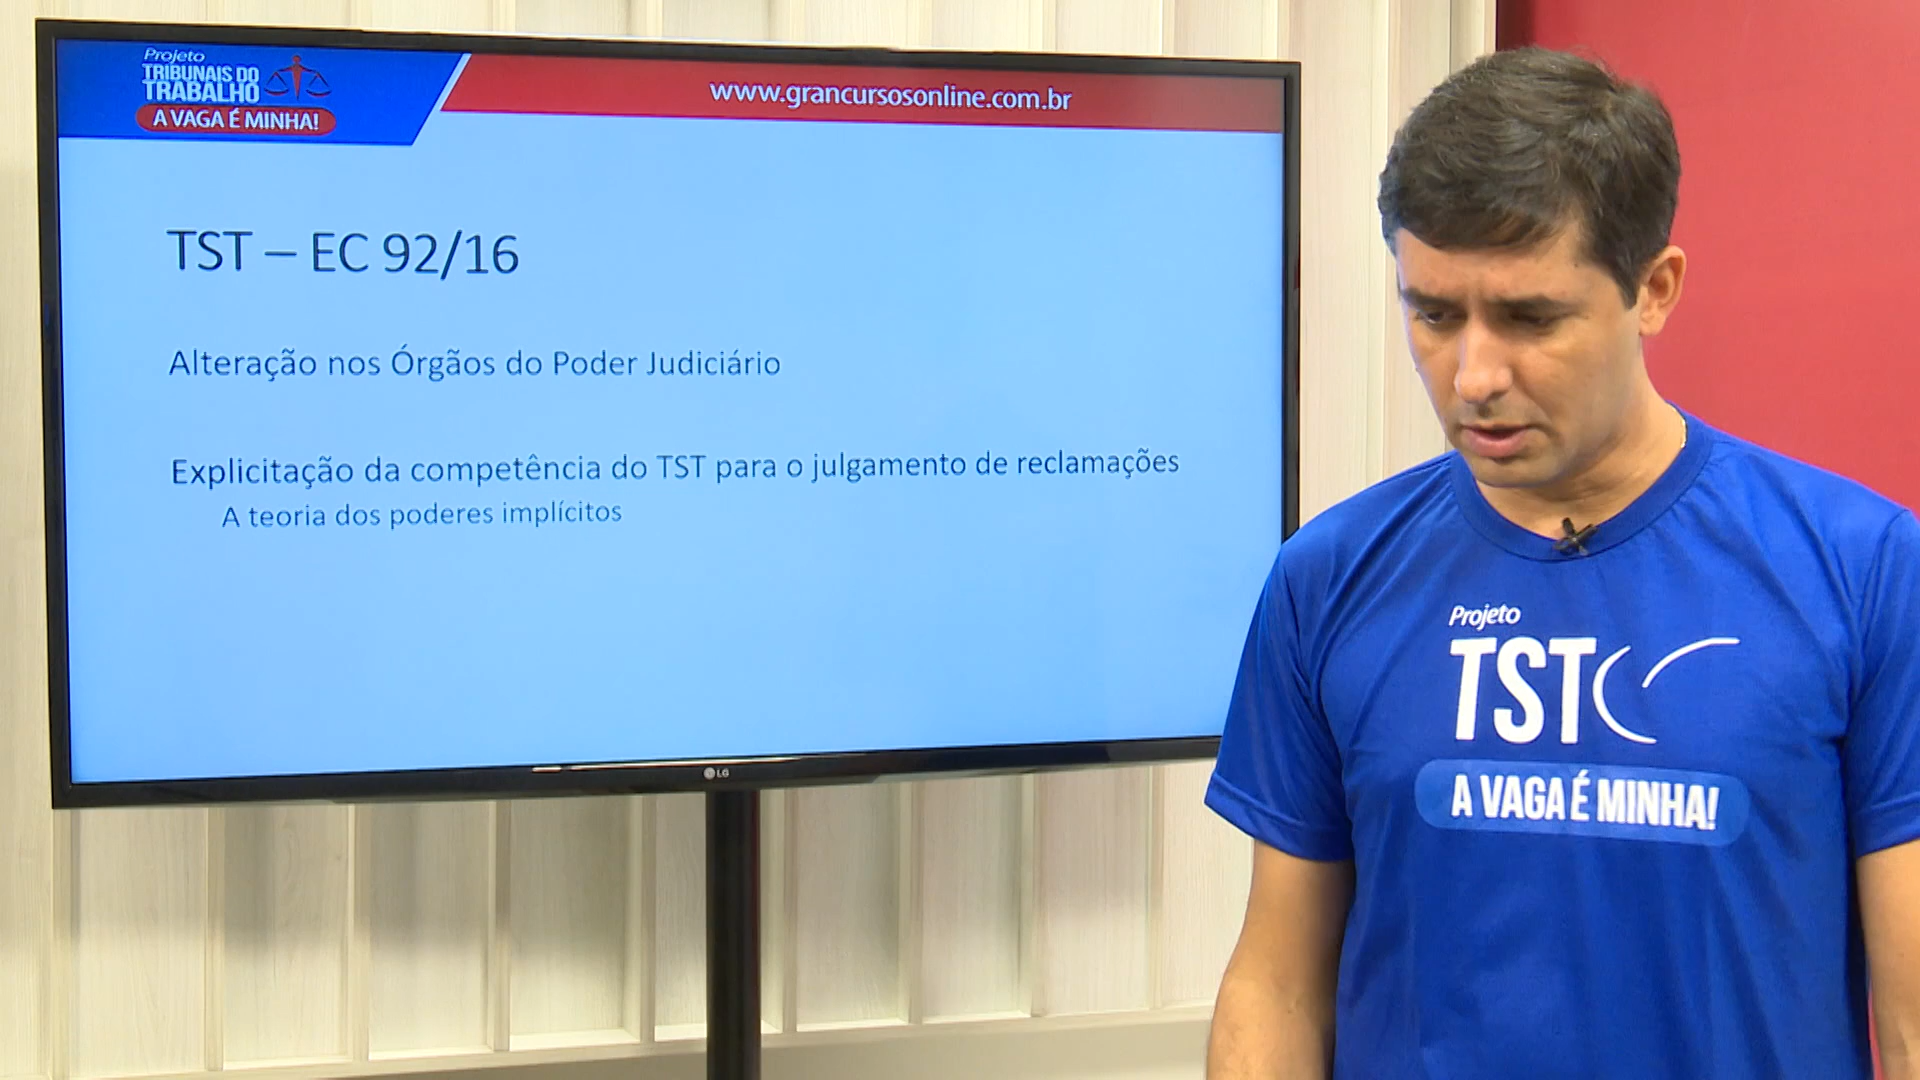 Projeto
TRIBUNAIS DO
TRABALHO
A VAGA É MINHA!
www.grancursosonline.com.br
TST – EC 92/16
Alteração nos Órgãos do Poder Judiciário
Explicitação da competência do TST para o julgamento de reclamações
A teoria dos poderes implícitos
LG
Projeto
TST
A VAGA É MINHA!